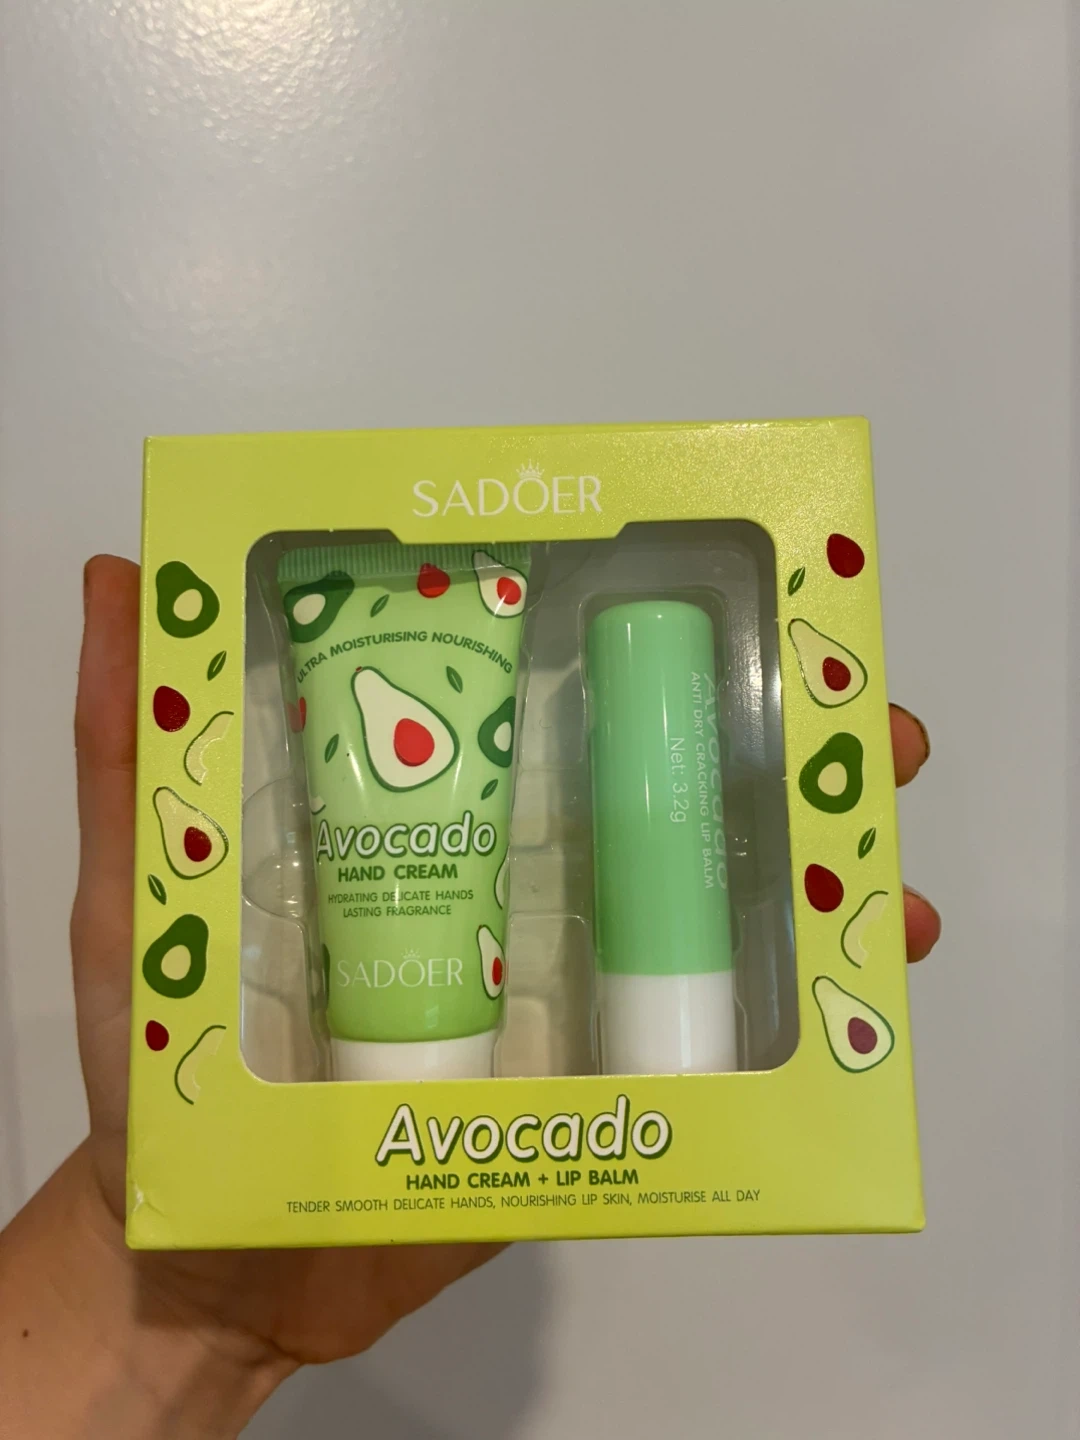 SADOER
ULTRA MOISTURISING NOURISHING
Avocado
HAND CREAM
HYDRATING DELICATE HANDS
LASTING FRAGRANCE
SADOER
Avocado
ANTI DRY CRACKING LIP BALM
Net: 3.2g
Avocado
HAND CREAM + LIP BALM
TENDER SMOOTH DELICATE HANDS, NOURISHING LIP SKIN, MOISTURISE ALL DAY